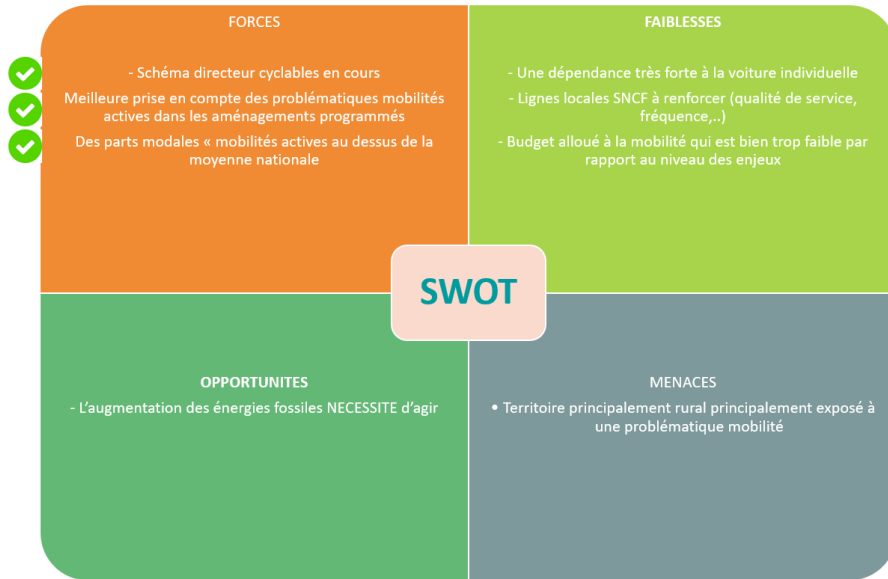 FORCES
- Schéma directeur cyclables en cours
Meilleure prise en compte des problématiques mobilités
actives dans les aménagements programmés
Des parts modales « mobilités actives au dessus de la
moyenne nationale
FAIBLESSES
- Une dépendance très forte à la voiture individuelle
- Lignes locales SNCF à renforcer (qualité de service,
fréquence,..)
- Budget alloué à la mobilité qui est bien trop faible par
rapport au niveau des enjeux
SWOT
OPPORTUNITES
- L'augmentation des énergies fossiles NECESSITE d'agir
MENACES
• Territoire principalement rural principalement exposé à
une problématique mobilité